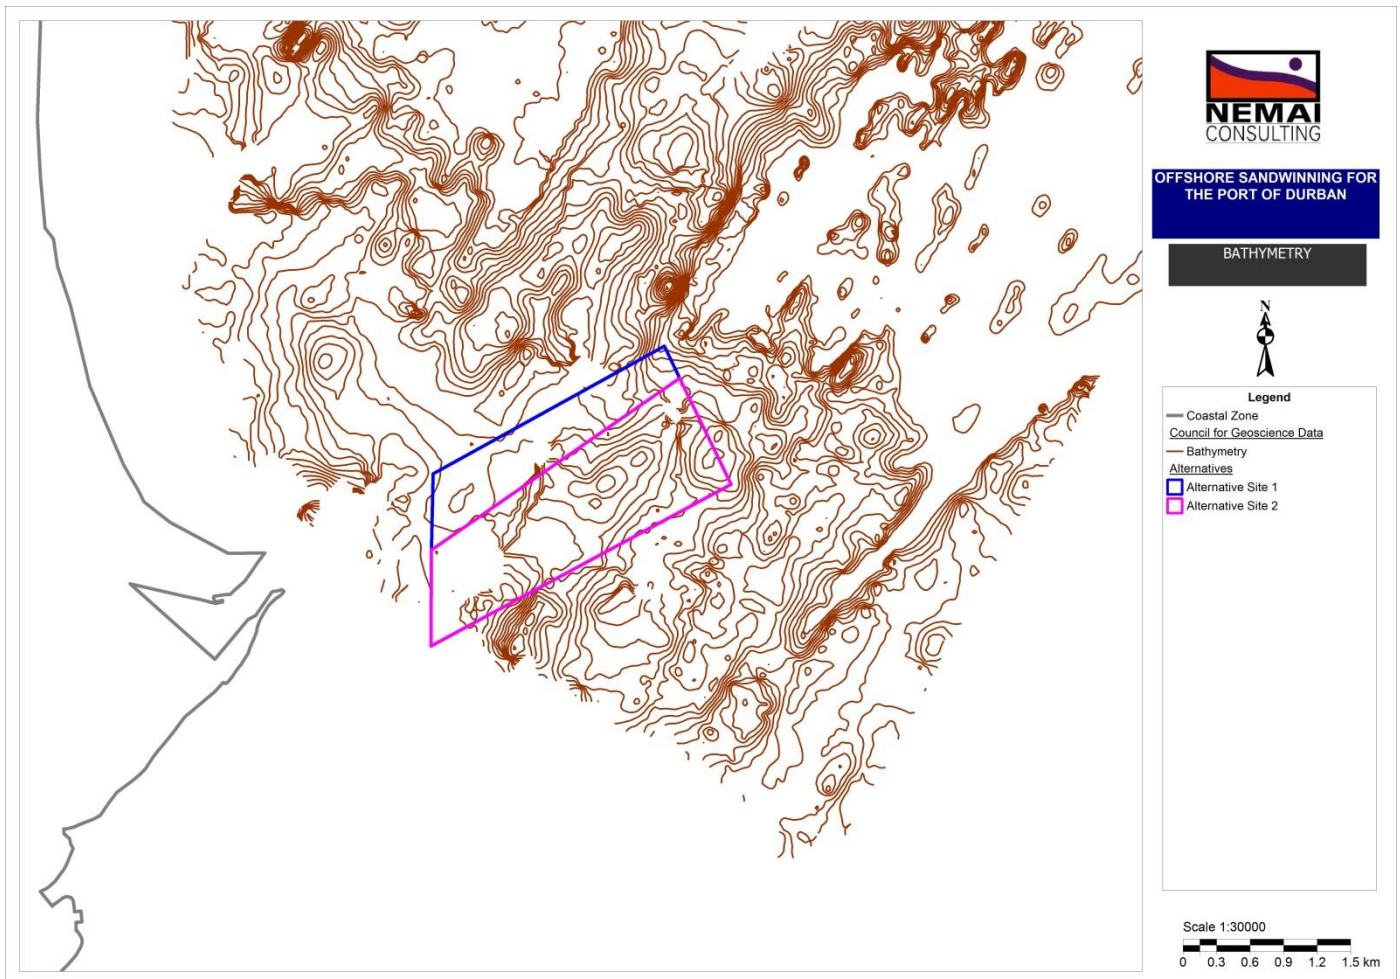 NEMAI
CONSULTING
OFFSHORE SANDWINNING FOR
THE PORT OF DURBAN
BATHYMETRY
N
Legend
Coastal Zone
Council for Geoscience Data
Bathymetry
Alternatives
Alternative Site 1
Alternative Site 2
Scale 1:30000
0 0.3 0.6 0.9 1.2 1.5 km